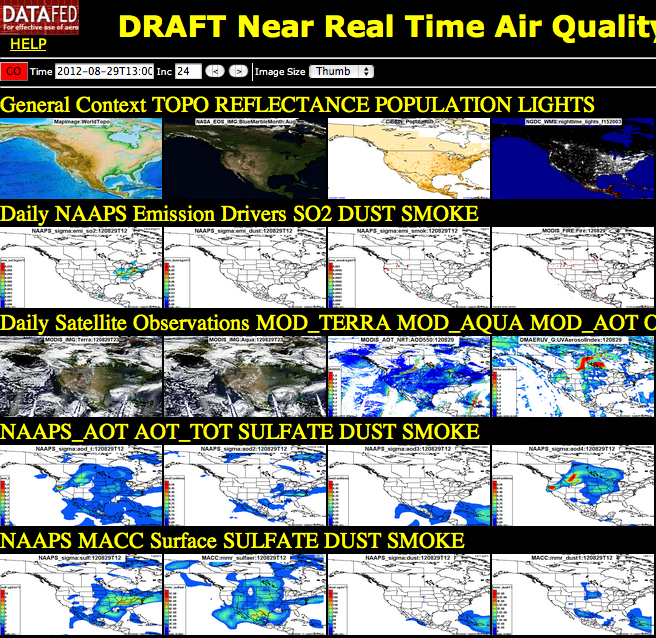 DATAFED
For effective use of aero
DRAFT Near Real Time Air Quality
HELP
GO Time 2012-08-29T13:00 Inc 24 < > Image Size Thumb
General Context TOPO REFLECTANCE POPULATION LIGHTS
MapImage:WorldTopo NASA_EOS_IMG:BlueMarbleMonth:Aug NGDC_WMS:nighttime_lights_f152003
Daily NAAPS Emission Drivers SO2 DUST SMOKE
NAAPS_sigma:emi_so2:120829T12 NAAPS_sigma:emi_dust:120829T12 NAAPS_sigma:emi_smok:120829T12 MODIS_FIRE:Fire:120829T12
Daily Satellite Observations MOD_TERRA MOD_AQUA MOD_AOT
MODIS_IMG:Terra:120829T23 MODIS_IMG:Aqua:120829T23 MODIS_AOT_NRT:AOD550:120829T12 OMAERUV_G:UVAerosolIndex:120829
NAAPS_AOT AOT_TOT SULFATE DUST SMOKE
NAAPS_sigma:aod_t:120829T12 NAAPS_sigma:aod2:120829T12 NAAPS_sigma:aod3:120829T12 NAAPS_sigma:aod4:120829T12
NAAPS MACC Surface SULFATE DUST SMOKE
NAAPS_sigma:sulf:120829T12 MACC:mmr_sulfaer:120829T12 NAAPS_sigma:dust:120829T12 MACC:mmr_dust1:120829T12